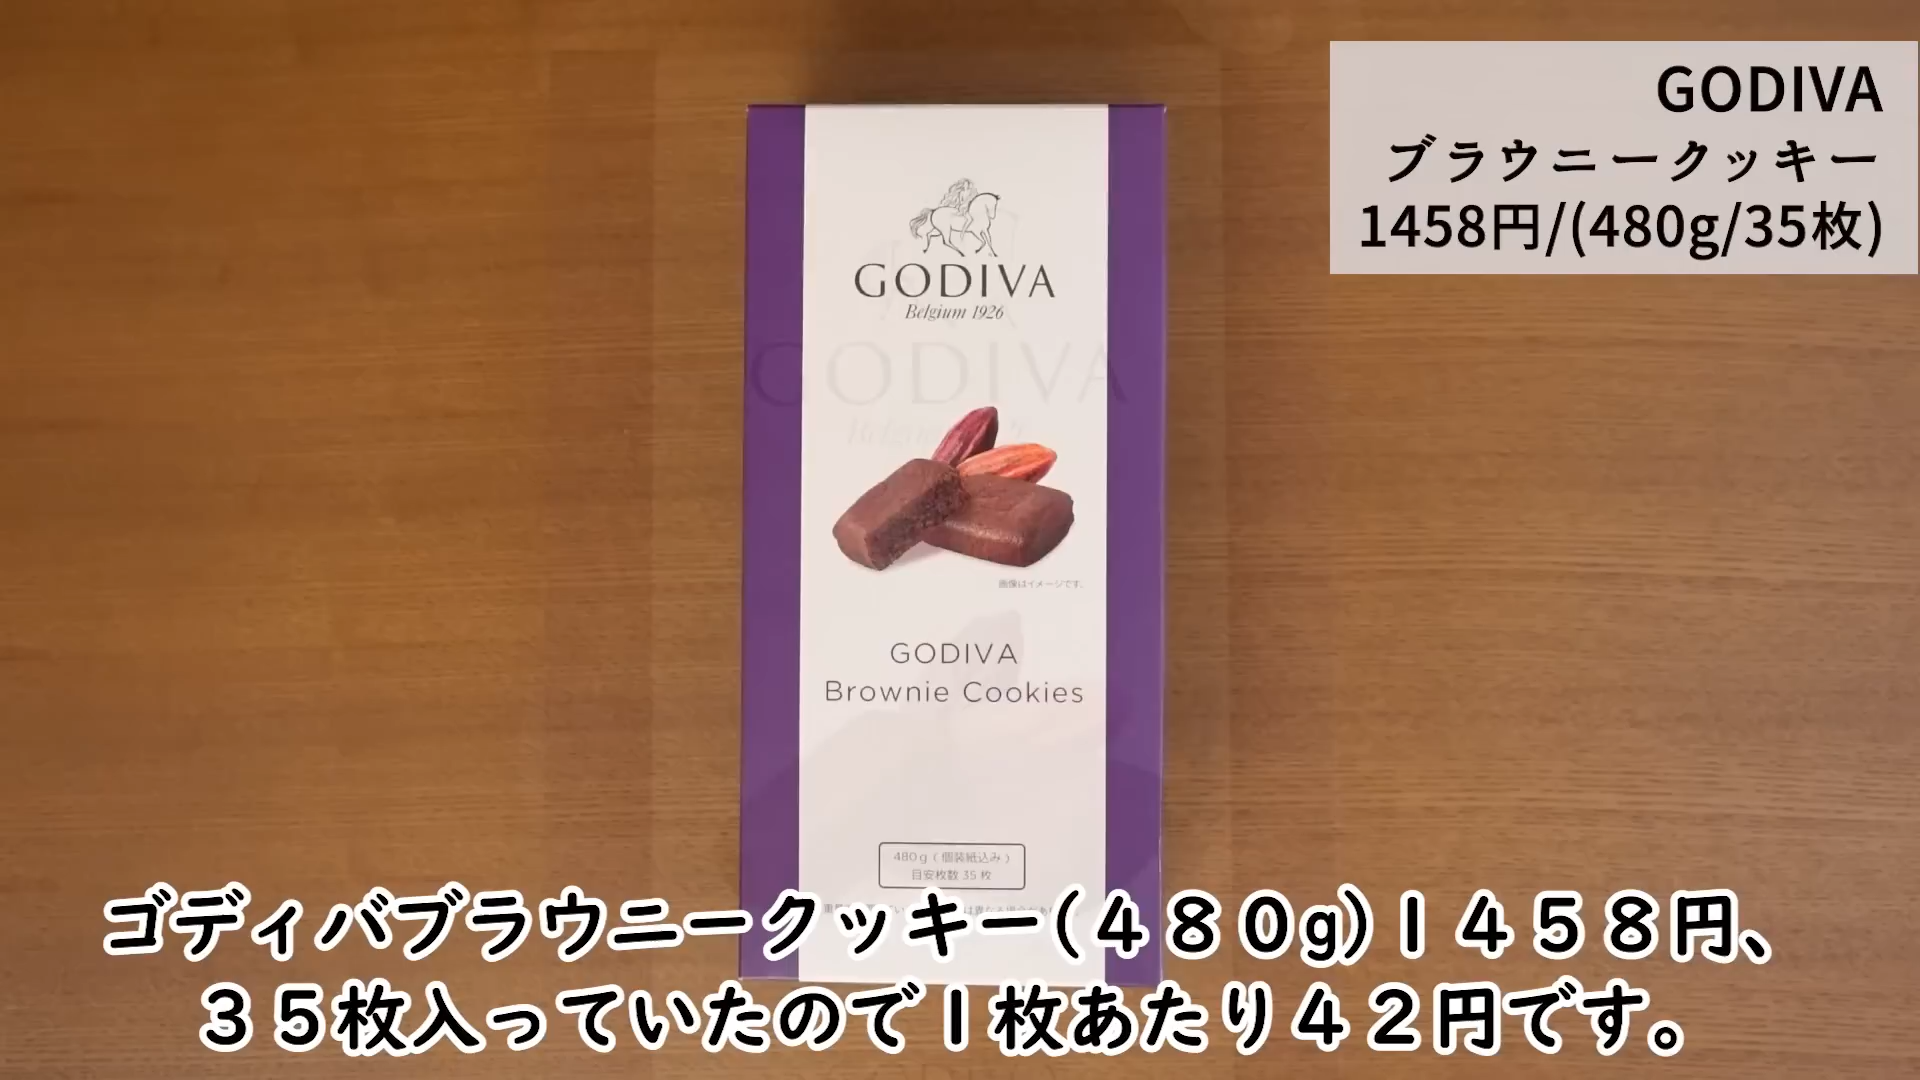 GODIVA
ブラウニークッキー
1458円/(480g/35枚)
GODIVA
Belgium 1926
GODIVA
画像はイメージです。
GODIVA
Brownie Cookies
480g(個装紙込み)
目安枚数 35 枚
ゴディバブラウニークッキー(480g)1458円、
35枚入っていたので1枚あたり42円です。